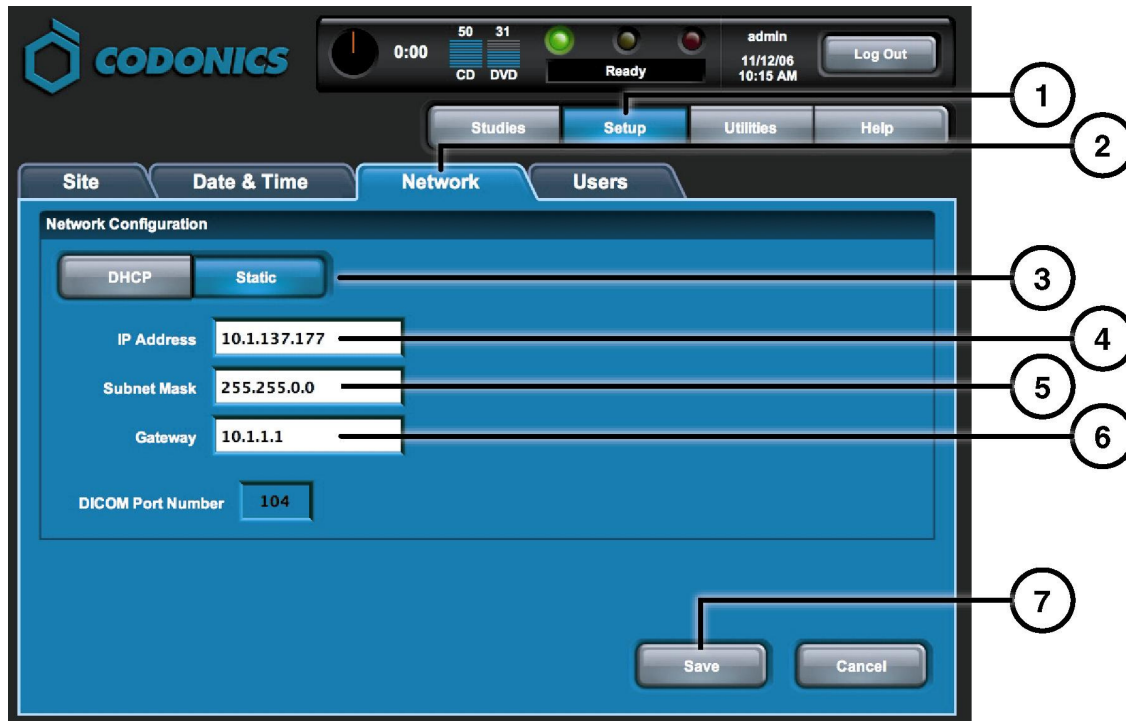 CODONICS
0:00
50 31
CD DVD
Ready
admin
11/12/06
10:15 AM
Log Out
Studies Setup Utilities Help
1
2
Site Date & Time Network Users
Network Configuration
DHCP Static
3
IP Address 10.1.137.177
4
Subnet Mask 255.255.0.0
5
Gateway 10.1.1.1
6
DICOM Port Number 104
7
Save Cancel